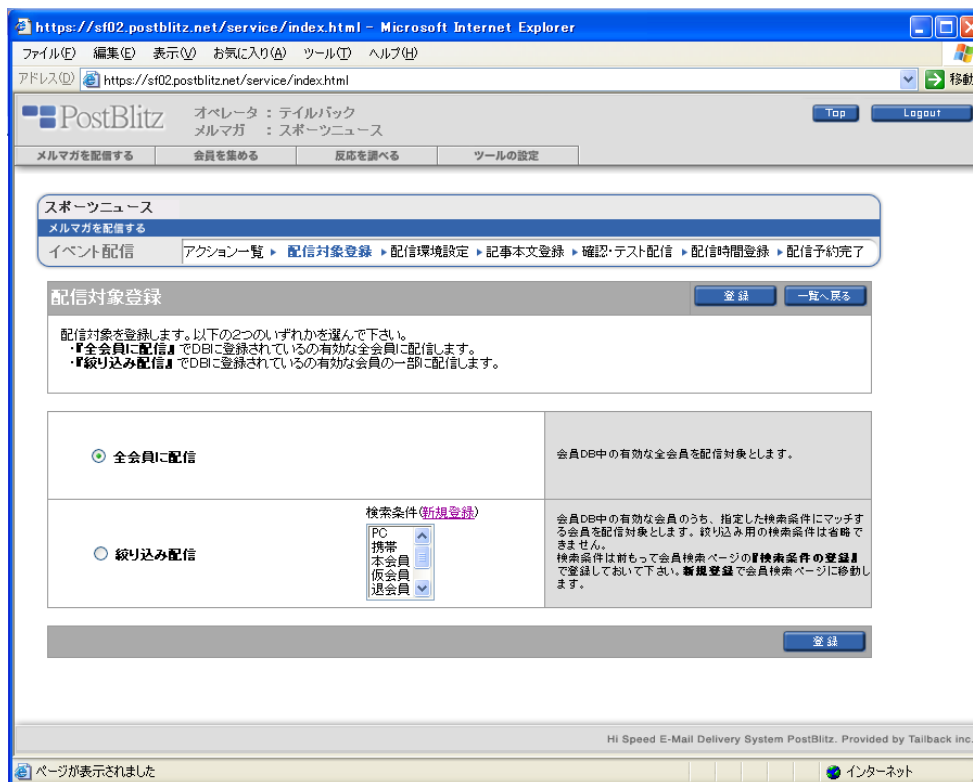 https://sf02.postblitz.net/service/index.html - Microsoft Internet Explorer
ファイル(F) 編集(E) 表示(V) お気に入り(A) ツール(T) ヘルプ(H)
アドレス(D) https://sf02.postblitz.net/service/index.html 移動
PostBlitz
オペレータ : テイルバック
メルマガ : スポーツニュース
Top Logout
メルマガを配信する 会員を集める 反応を調べる ツールの設定
スポーツニュース
メルマガを配信する
イベント配信 アクション一覧 ▶ 配信対象登録 ▶配信環境設定 ▶記事本文登録 ▶確認・テスト配信 ▶配信時間登録 ▶配信予約完了
配信対象登録 登録 一覧へ戻る
配信対象を登録します。以下の2つのいずれかを選んで下さい。
・『全会員に配信』でDBに登録されているの有効な全会員に配信します。
・『絞り込み配信』でDBに登録されているの有効な会員の一部に配信します。
全会員に配信
会員DB中の有効な全会員を配信対象とします。
絞り込み配信
検索条件(新規登録)
PC
携帯
本会員
仮会員
退会員
会員DB中の有効な会員のうち、指定した検索条件にマッチす
る会員を配信対象とします。絞り込み用の検索条件は省略で
きません。
検索条件は前もって会員検索ページの『検索条件の登録』
で登録しておいて下さい。新規登録で会員検索ページに移動し
ます。
登録
Hi Speed E-Mail Delivery System PostBlitz. Provided by Tailback inc.
ページが表示されました インターネット